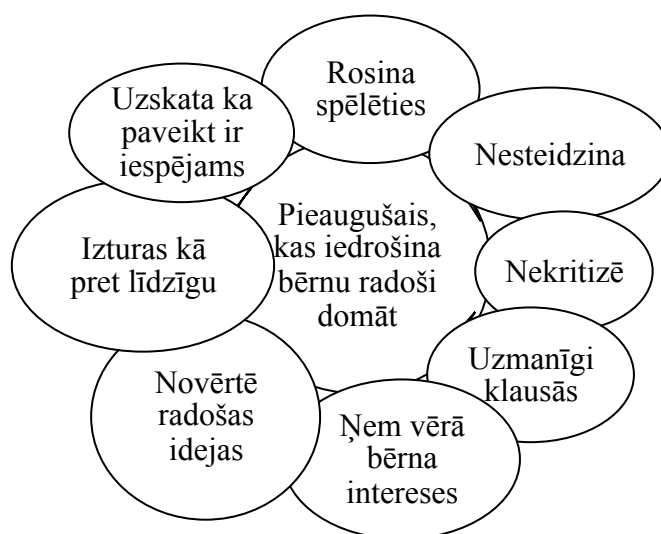 Rosina
spēlēties
Uzskata ka
paveikt ir
iespējams
Nesteidzina
Pieaugušais,
kas iedrošina
bērnu radoši
domāt
Izturas kā
pret līdzīgu
Nekritizē
Uzmanīgi
klausās
Novērtē
radošas
idejas
Ņem vērā
bērna
intereses